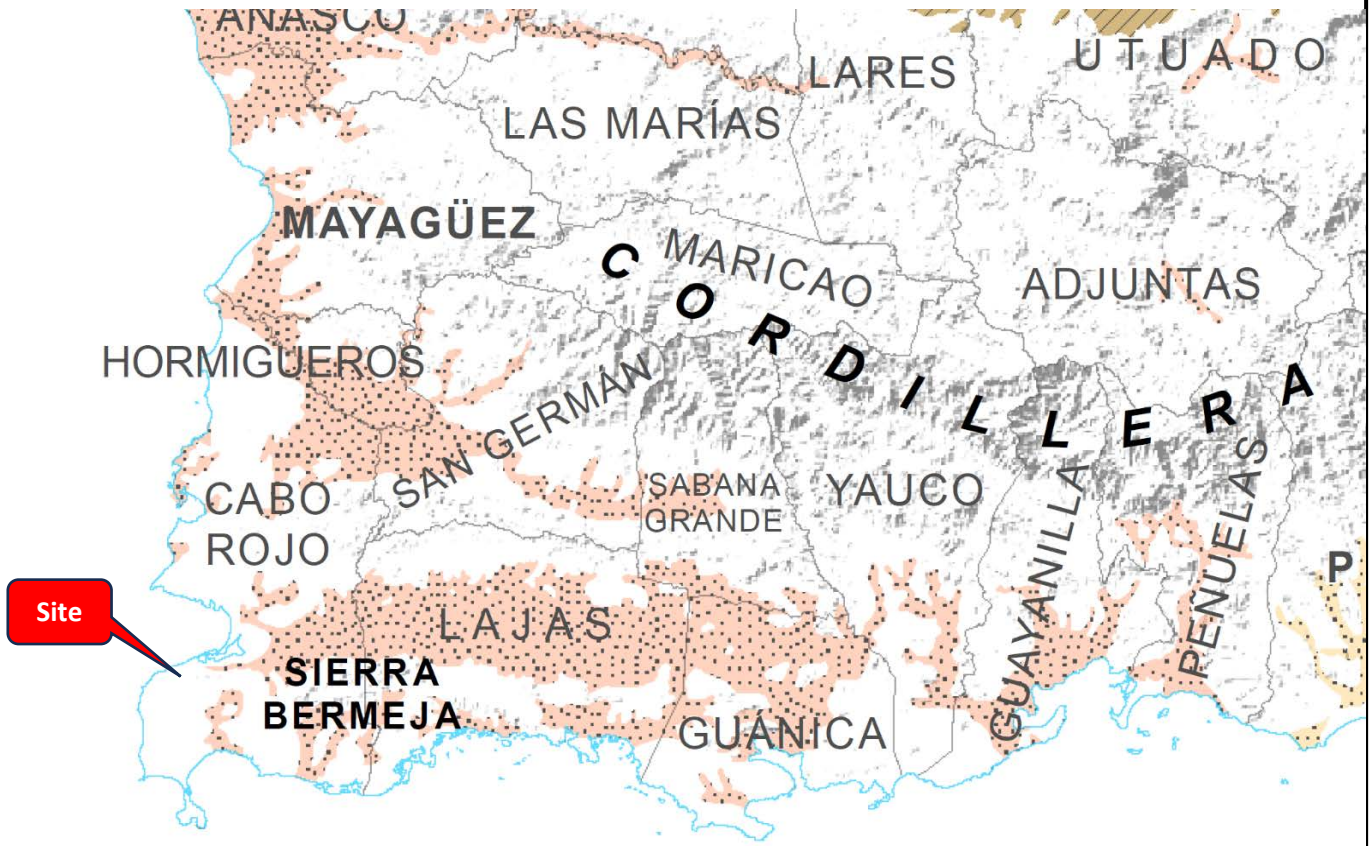 AÑASCO
UTUADO
LARES
LAS MARÍAS
MAYAGÜEZ
MARICAO
CORDILLERA
ADJUNTAS
HORMIGUEROS
SAN GERMÁN
CABO
ROJO
SABANA
GRANDE
YAUCO
GUAYANILLA
PEÑUELAS
P
Site
LAJAS
SIERRA
BERMEJA
GUÁNICA